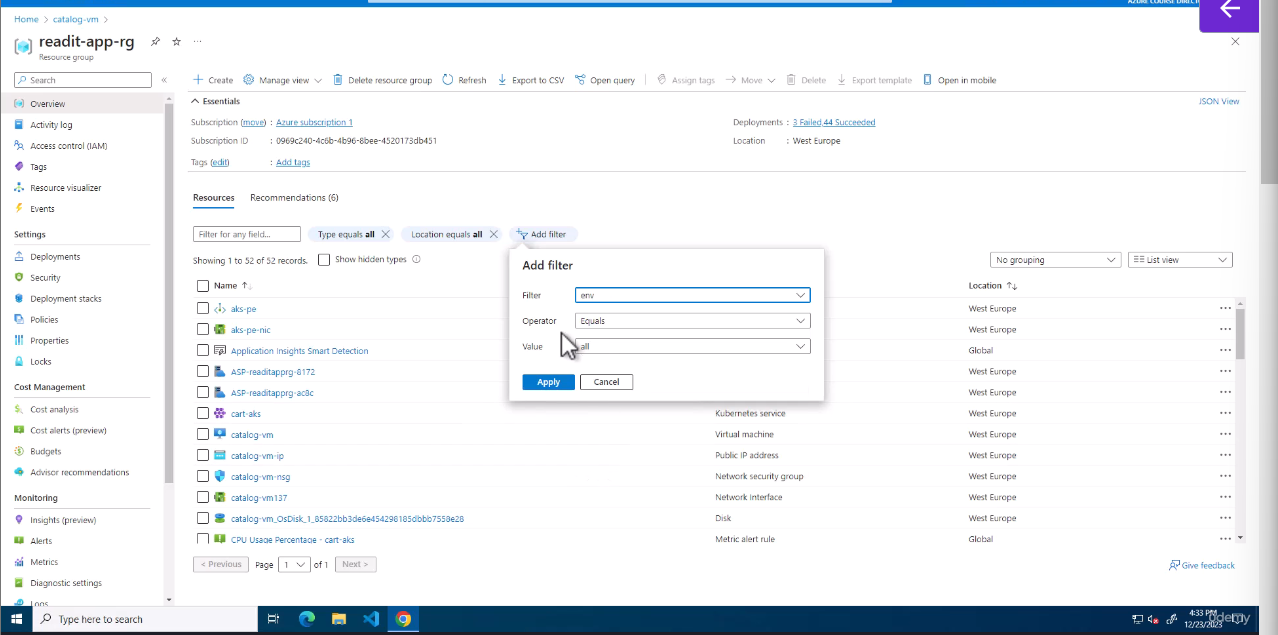 AZURE COURSE DIRECT
Home > catalog-vm >
readit-app-rg
Resource group
Search
Create
Manage view
Delete resource group
Refresh
Export to CSV
Open query
Assign tags
Move
Delete
Export template
Open in mobile
Overview
Activity log
Access control (IAM)
Tags
Resource visualizer
Events
Settings
Deployments
Security
Deployment stacks
Policies
Properties
Locks
Cost Management
Cost analysis
Cost alerts (preview)
Budgets
Advisor recommendations
Monitoring
Insights (preview)
Alerts
Metrics
Diagnostic settings
Logs
Essentials
JSON View
Subscription (move) : Azure subscription 1
Deployments : 3 Failed,44 Succeeded
Subscription ID : 0969c240-4c6b-4b96-8bee-4520173db451
Location : West Europe
Tags (edit) : Add tags
Resources Recommendations (6)
Filter for any field...
Type equals all
Location equals all
Add filter
Showing 1 to 52 of 52 records.
Show hidden types
No grouping
List view
Add filter
Filter env
Operator Equals
Value all
Apply Cancel
Name Location
aks-pe West Europe
aks-pe-nic West Europe
Application Insights Smart Detection Global
ASP-readitapprg-8172 West Europe
ASP-readitapprg-ac8c West Europe
cart-aks Kubernetes service West Europe
catalog-vm Virtual machine West Europe
catalog-vm-ip Public IP address West Europe
catalog-vm-nsg Network security group West Europe
catalog-vm137 Network Interface West Europe
catalog-vm_OsDisk_1_85822bb3de6e454298185dbbb7558e28 Disk West Europe
CPU Usage Percentage - cart-aks Metric alert rule Global
< Previous Page 1 of 1 Next >
Give feedback
Type here to search
4:33 PM
12/23/2023
ûdemy